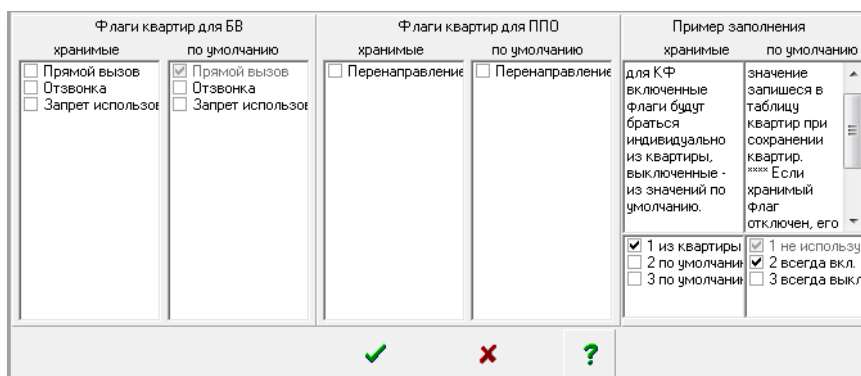 Флаги квартир для БВ
хранимые
по умолчанию
Прямой вызов
Отзвонка
Запрет использов
Прямой вызов
Отзвонка
Запрет использов
Флаги квартир для ППО
хранимые
по умолчанию
Перенаправление
Перенаправление
Пример заполнения
хранимые
по умолчанию
для КФ
включенные
флаги будут
браться
индивидуально
из квартиры,
выключенные -
из значений по
умолчанию.
значение
запишеся в
таблицу
квартир при
сохранении
квартир.
**** Если
хранимый
флаг
отключен, его
1 из квартиры
2 по умолчани
3 по умолчани
1 не использу
2 всегда вкл.
3 всегда выкл
?